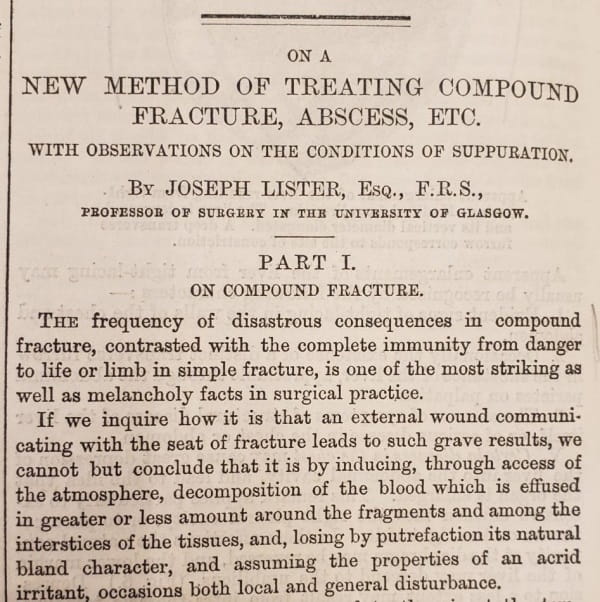 ON A
NEW METHOD OF TREATING COMPOUND
FRACTURE, ABSCESS, ETC.
WITH OBSERVATIONS ON THE CONDITIONS OF SUPPURATION.
BY JOSEPH LISTER, ESQ., F.R.S.,
PROFESSOR OF SURGERY IN THE UNIVERSITY OF GLASGOW.
PART I.
ON COMPOUND FRACTURE.
THE frequency of disastrous consequences in compound
fracture, contrasted with the complete immunity from danger
to life or limb in simple fracture, is one of the most striking as
well as melancholy facts in surgical practice.
If we inquire how it is that an external wound communi-
cating with the seat of fracture leads to such grave results, we
cannot but conclude that it is by inducing, through access of
the atmosphere, decomposition of the blood which is effused
in greater or less amount around the fragments and among the
interstices of the tissues, and, losing by putrefaction its natural
bland character, and assuming the properties of an acrid
irritant, occasions both local and general disturbance.